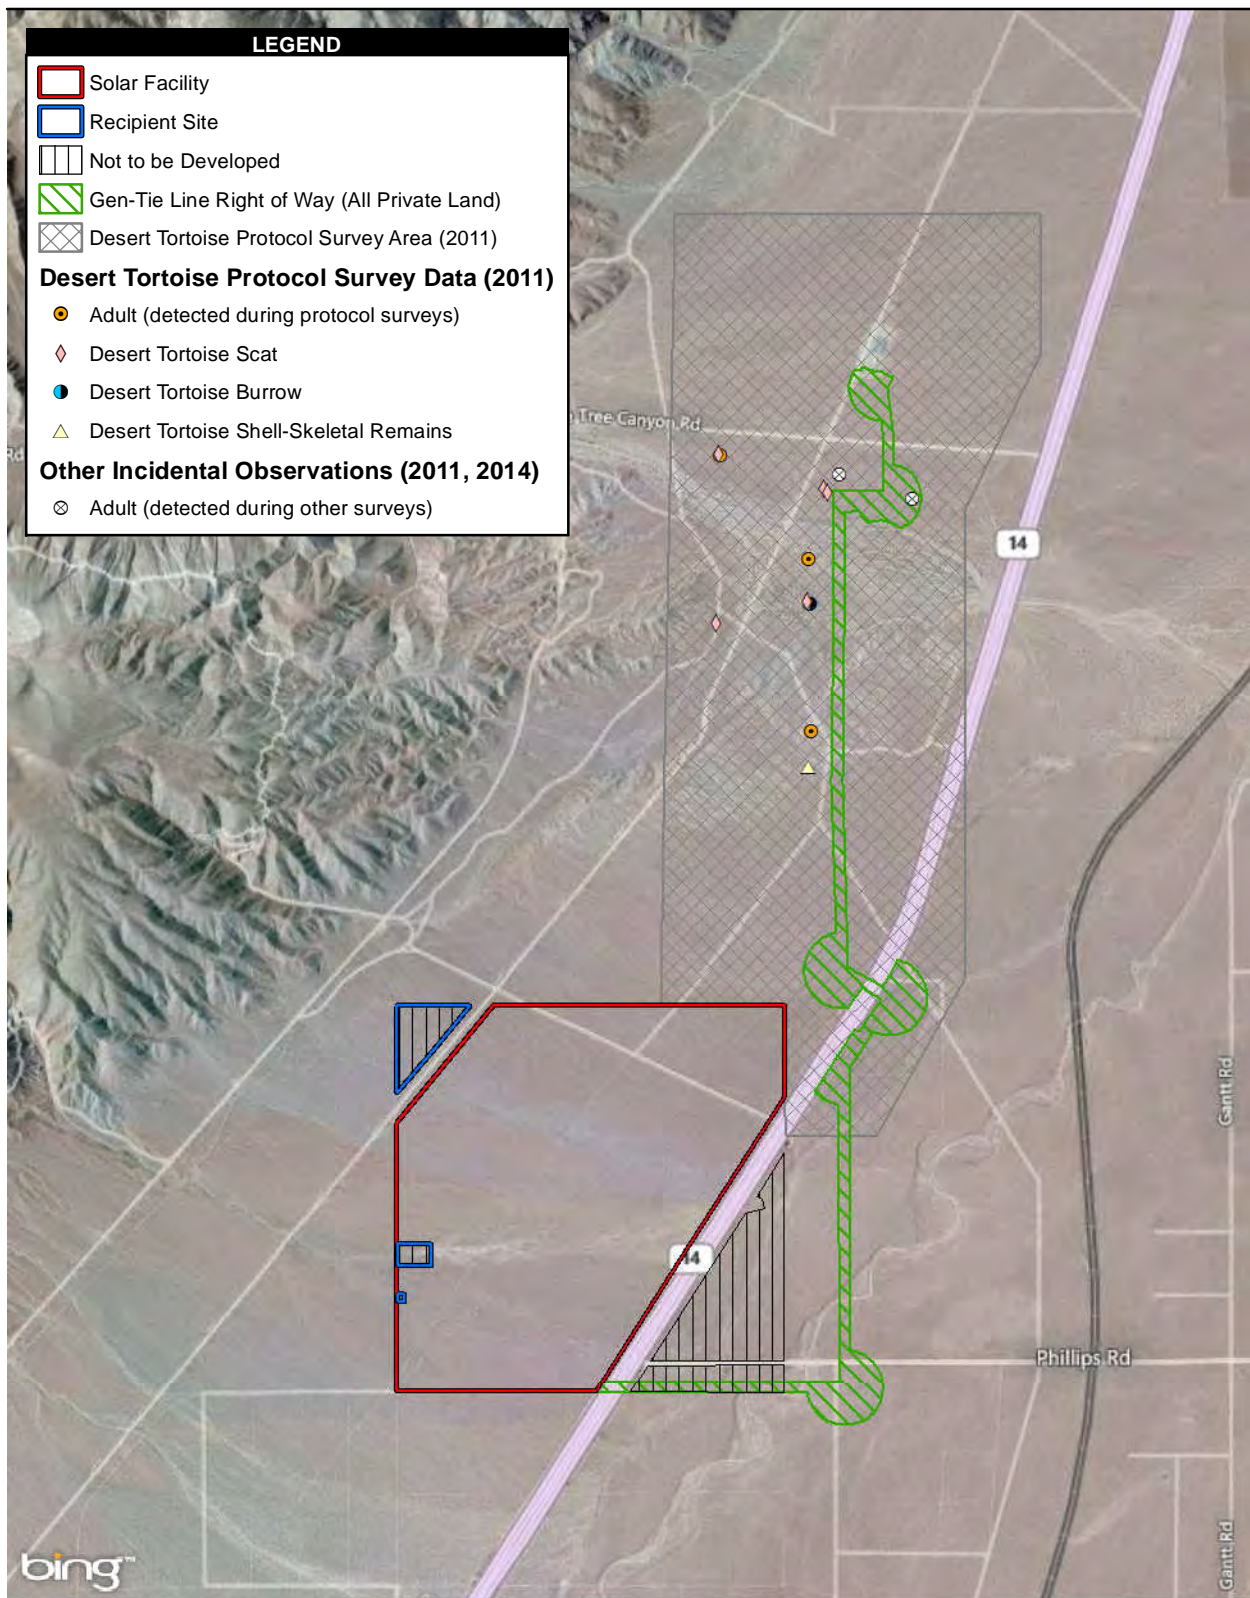 LEGEND
Solar Facility
Recipient Site
Not to be Developed
Gen-Tie Line Right of Way (All Private Land)
Desert Tortoise Protocol Survey Area (2011)
Desert Tortoise Protocol Survey Data (2011)
Adult (detected during protocol surveys)
Desert Tortoise Scat
Desert Tortoise Burrow
Desert Tortoise Shell-Skeletal Remains
Other Incidental Observations (2011, 2014)
Adult (detected during other surveys)
Tree Canyon Rd
Rd
14
Gantt Rd
14
Phillips Rd
Gantt Rd
bing™